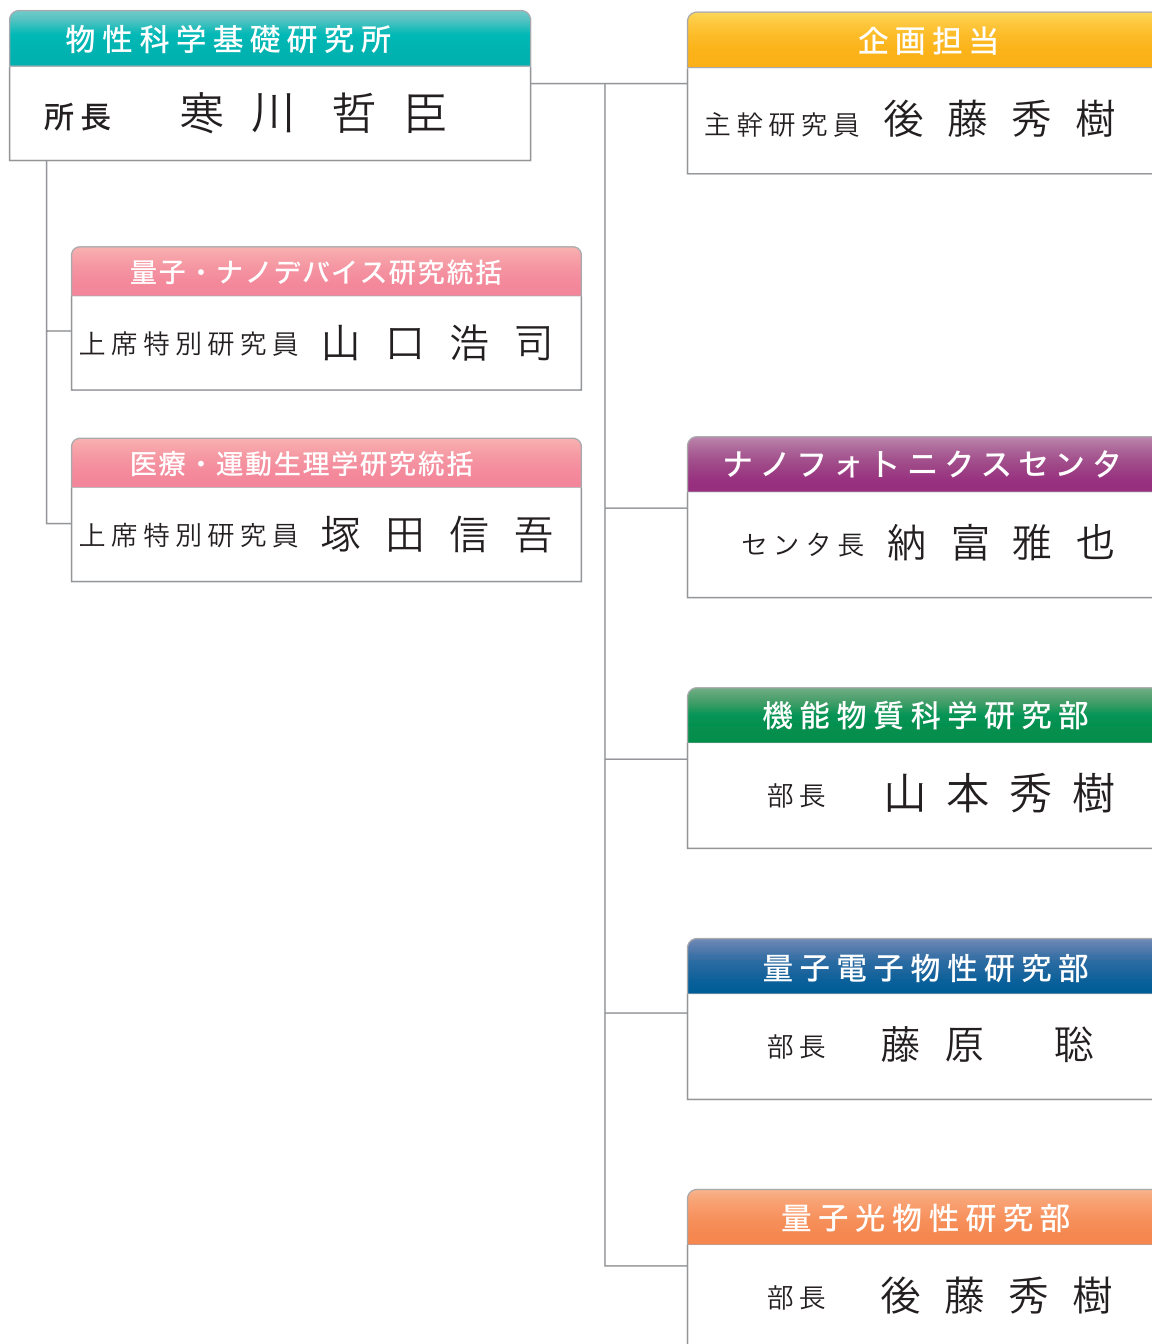 物性科学基礎研究所
所長 寒川哲臣
量子・ナノデバイス研究統括
上席特別研究員 山口浩司
医療・運動生理学研究統括
上席特別研究員 塚田信吾
企画担当
主幹研究員 後藤秀樹
ナノフォトニクスセンタ
センタ長 納富雅也
機能物質科学研究部
部長 山本秀樹
量子電子物性研究部
部長 藤原 聡
量子光物性研究部
部長 後藤秀樹